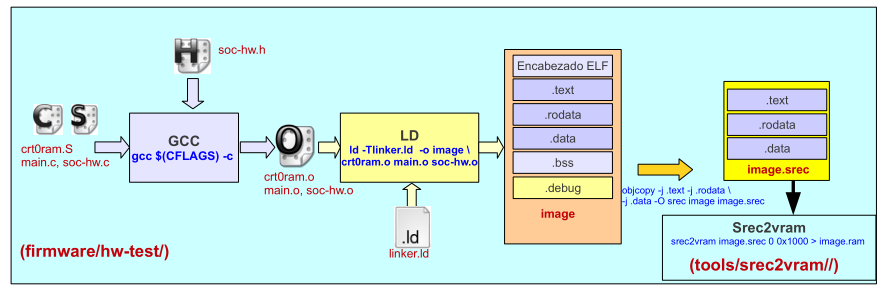 soc-hw.h
H
C S
crt0ram.S
main.c, soc-hw.c
GCC
gcc $(CFLAGS) -c
O
crt0ram.o
main.o, soc-hw.o
LD
ld -Tlinker.ld -o image \
crt0ram.o main.o soc-hw.o
.ld
linker.ld
Encabezado ELF
.text
.rodata
.data
.bss
.debug
image
objcopy -j .text -j .rodata \
-j .data -O srec image image.srec
.text
.rodata
.data
image.srec
Srec2vram
srec2vram image.srec 0 0x1000 > image.ram
(tools/srec2vram//)
(firmware/hw-test/)